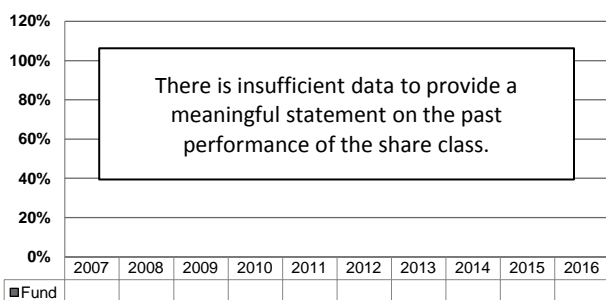 120%
100%
There is insufficient data to provide a
80%
meaningful statement on the past
60%
performance of the share class.
40%
20%
0%
2007 2008 2009 2010 2011 2012 2013 2014 2015 2016
Fund